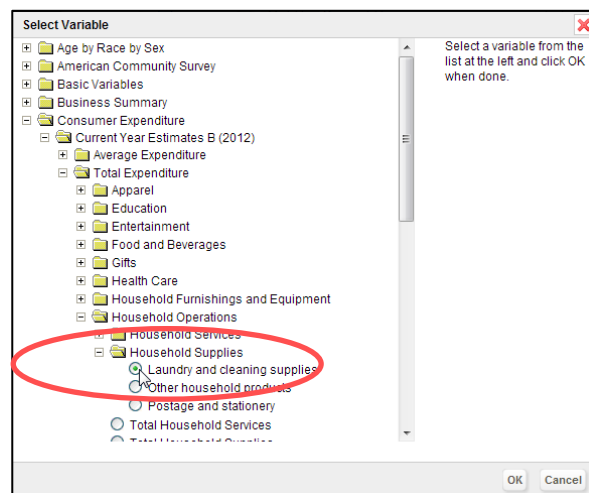 Select Variable
Age by Race by Sex
American Community Survey
Basic Variables
Business Summary
Consumer Expenditure
Current Year Estimates B (2012)
Average Expenditure
Total Expenditure
Apparel
Education
Entertainment
Food and Beverages
Gifts
Health Care
Household Furnishings and Equipment
Household Operations
Household Services
Household Supplies
Laundry and cleaning supplies
Other household products
Postage and stationery
Total Household Services
Total Household Supplies
Select a variable from the
list at the left and click OK
when done.
OK
Cancel